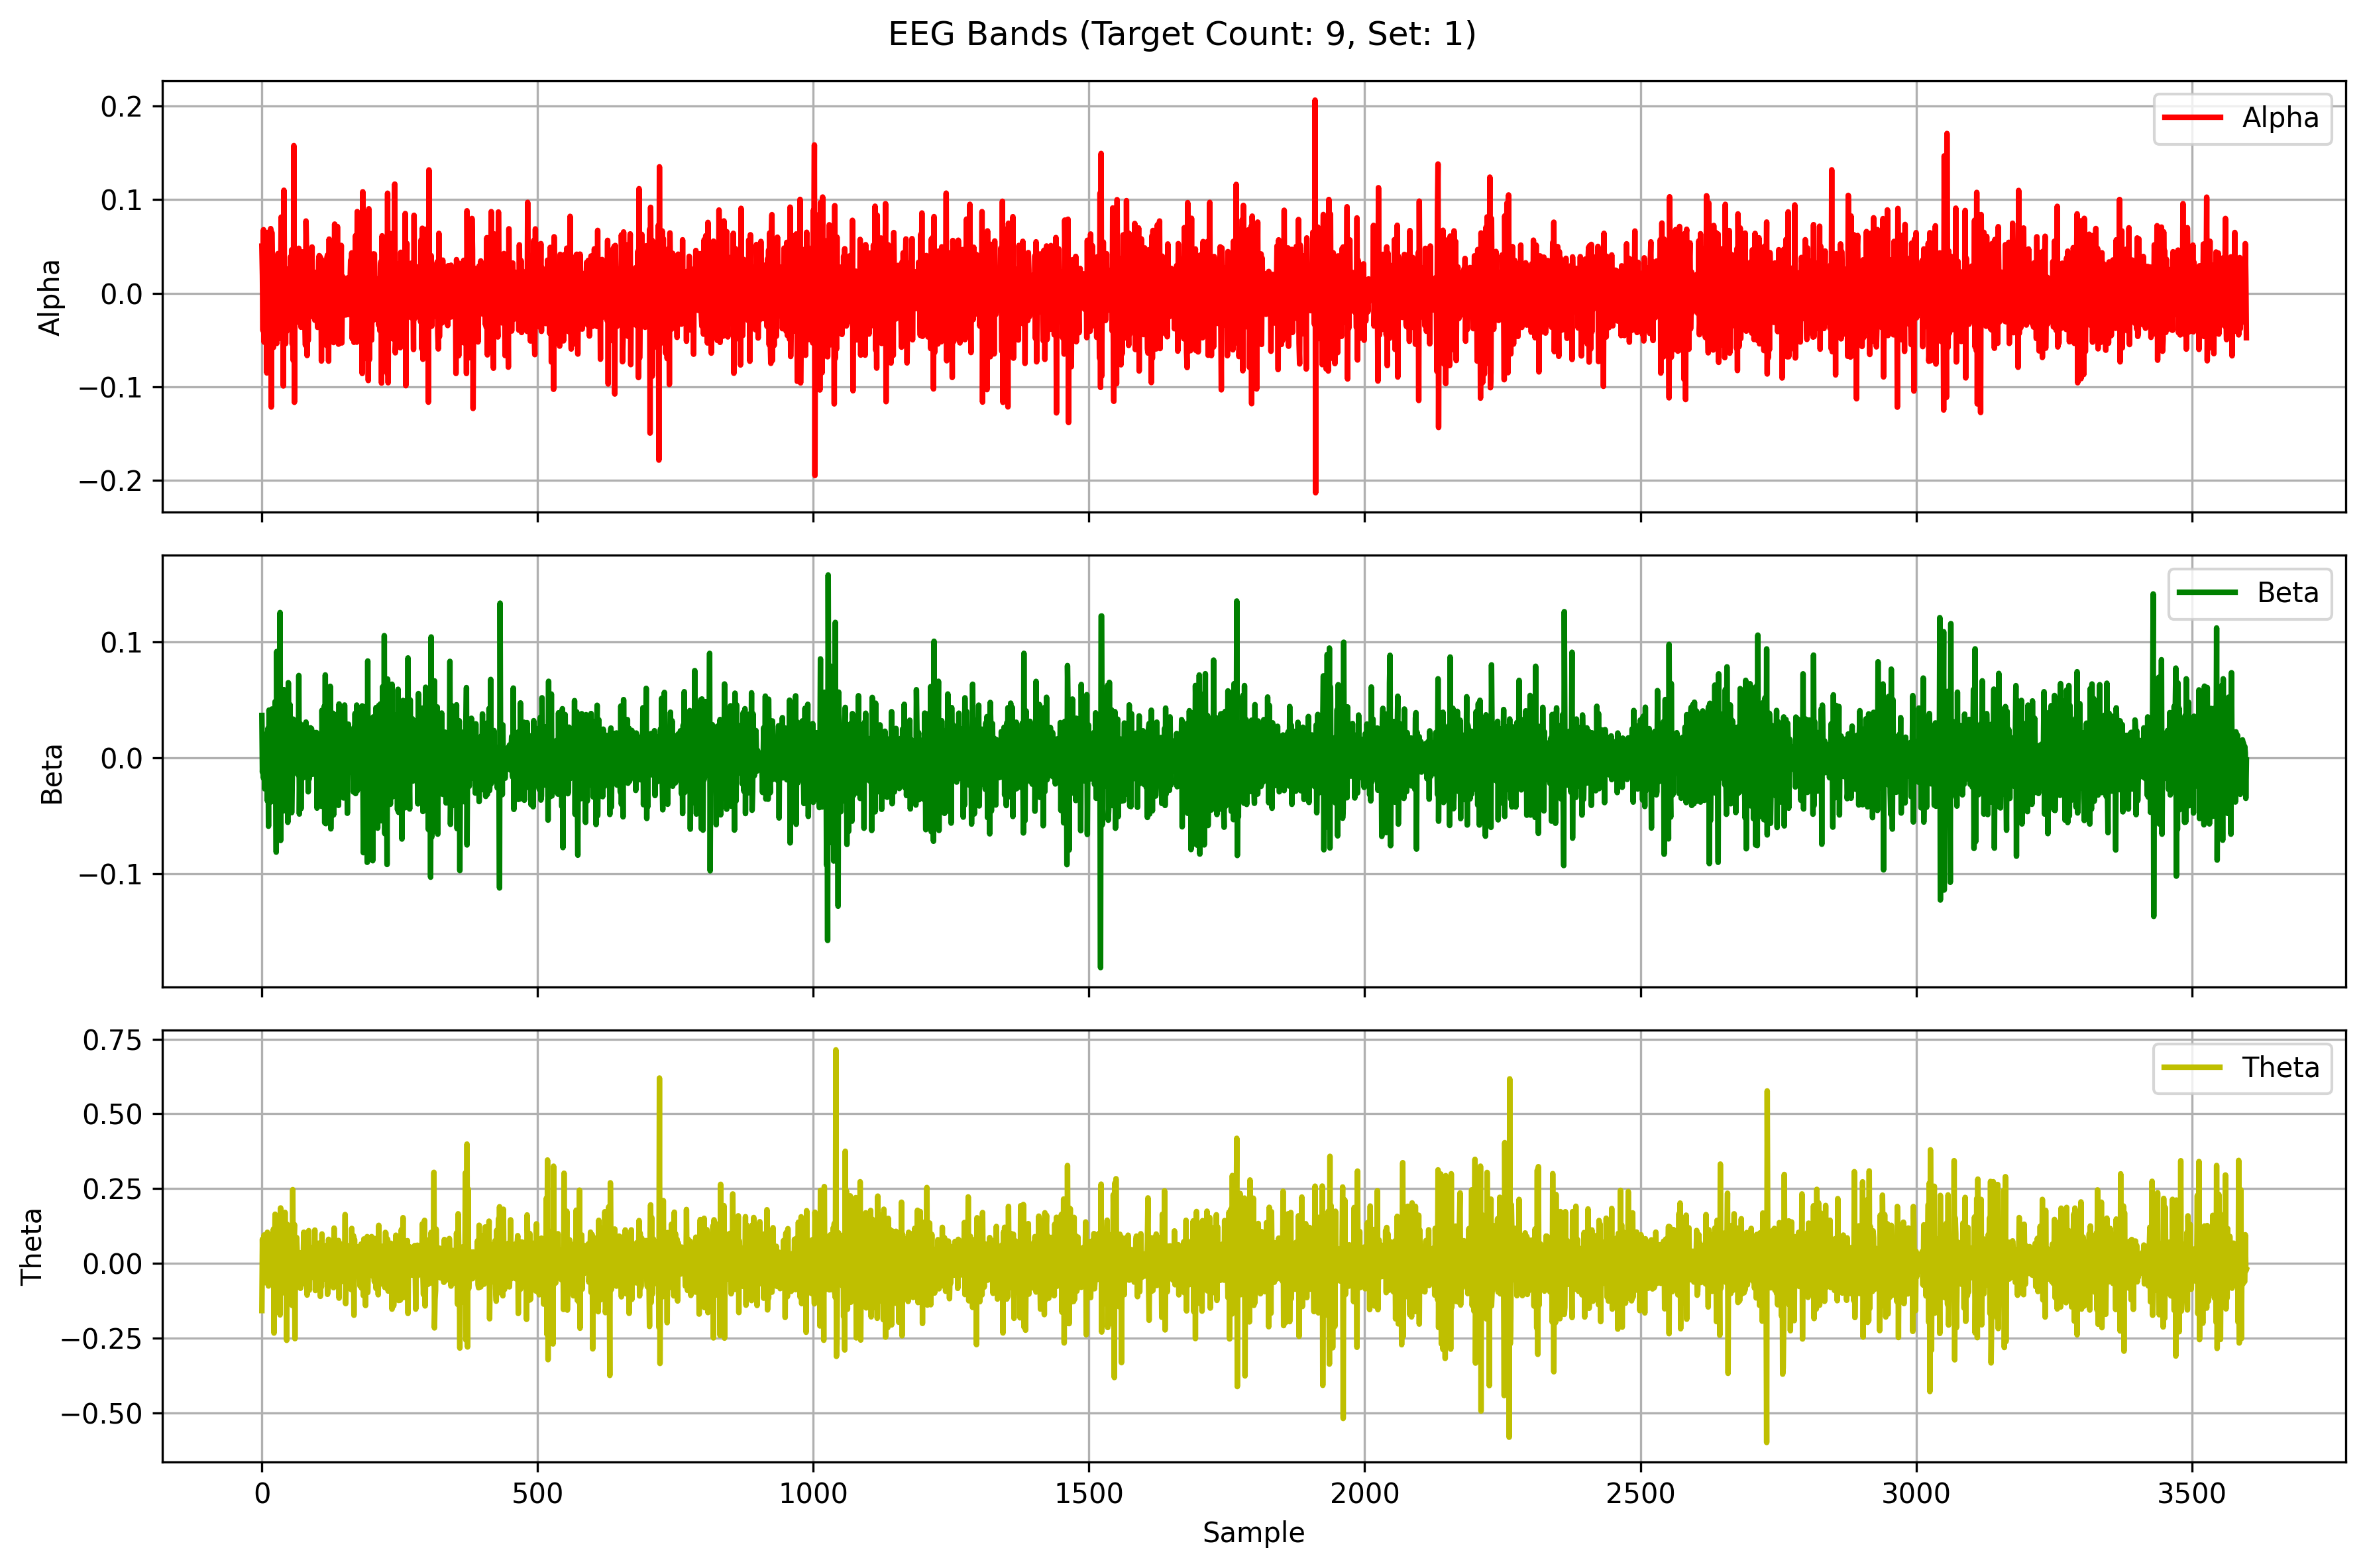 EEG Bands (Target Count: 9, Set: 1)
0.2
0.1
0.0
−0.1
−0.2
Alpha
Alpha
0.1
0.0
−0.1
Beta
Beta
0.75
0.50
0.25
0.00
−0.25
−0.50
Theta
Theta
0 500 1000 1500 2000 2500 3000 3500
Sample